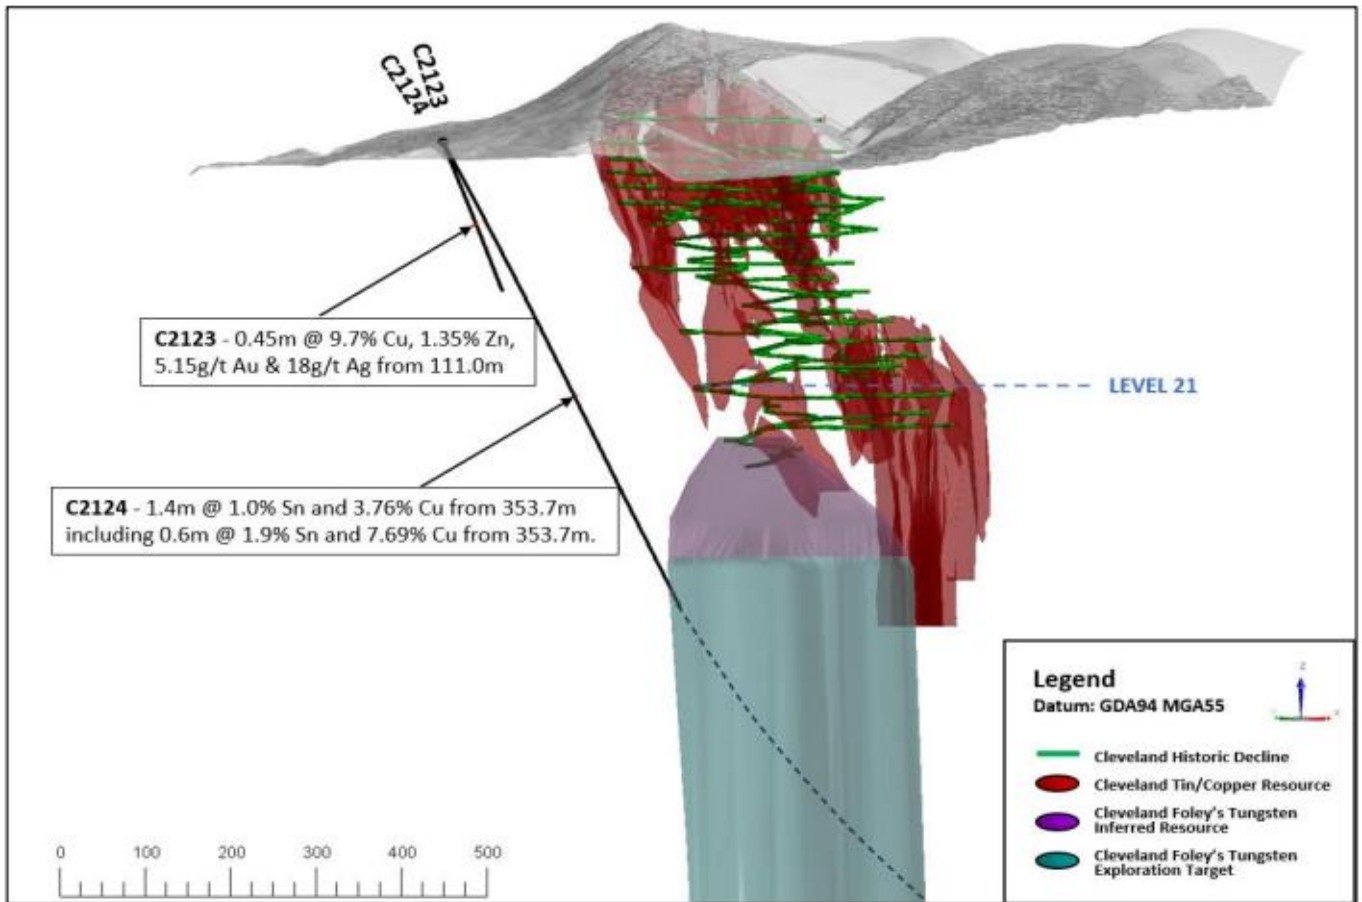 C2123
C2124
C2123 - 0.45m @ 9.7% Cu, 1.35% Zn,
5.15g/t Au & 18g/t Ag from 111.0m
LEVEL 21
C2124 - 1.4m @ 1.0% Sn and 3.76% Cu from 353.7m
including 0.6m @ 1.9% Sn and 7.69% Cu from 353.7m.
Legend
Datum: GDA94 MGA55
Z
Cleveland Historic Decline
Cleveland Tin/Copper Resource
Cleveland Foley's Tungsten
Inferred Resource
Cleveland Foley's Tungsten
Exploration Target
0 100 200 300 400 500